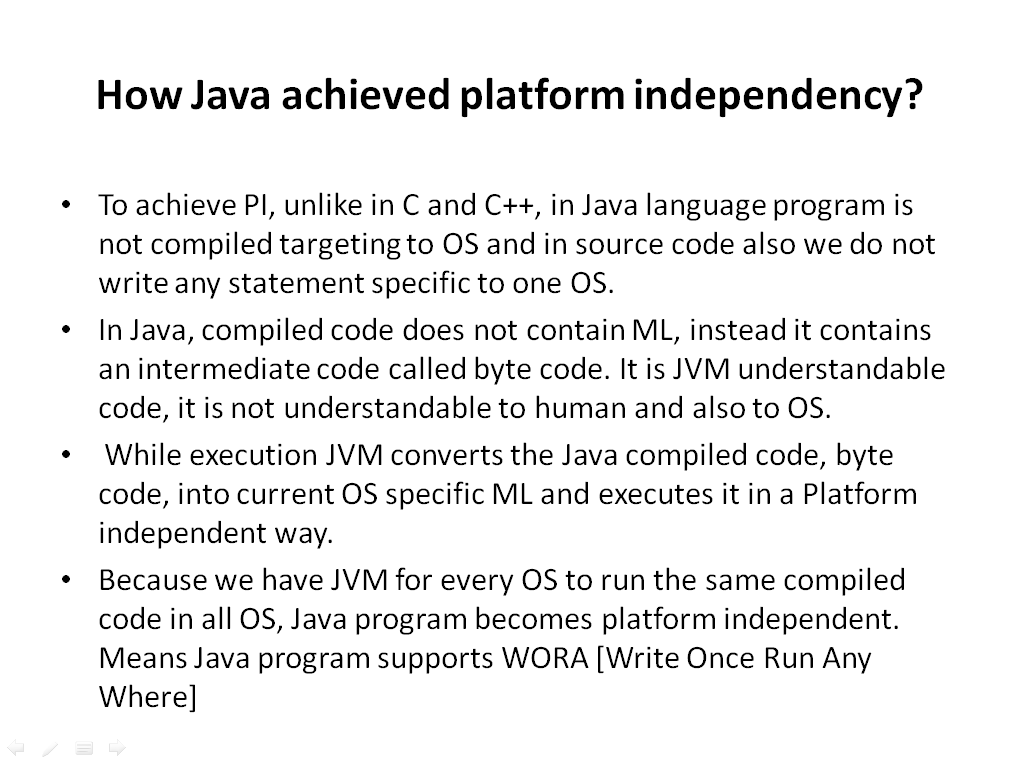 How Java achieved platform independency?
• To achieve PI, unlike in C and C++, in Java language program is
not compiled targeting to OS and in source code also we do not
write any statement specific to one OS.
• In Java, compiled code does not contain ML, instead it contains
an intermediate code called byte code. It is JVM understandable
code, it is not understandable to human and also to OS.
• While execution JVM converts the Java compiled code, byte
code, into current OS specific ML and executes it in a Platform
independent way.
• Because we have JVM for every OS to run the same compiled
code in all OS, Java program becomes platform independent.
Means Java program supports WORA [Write Once Run Any
Where]